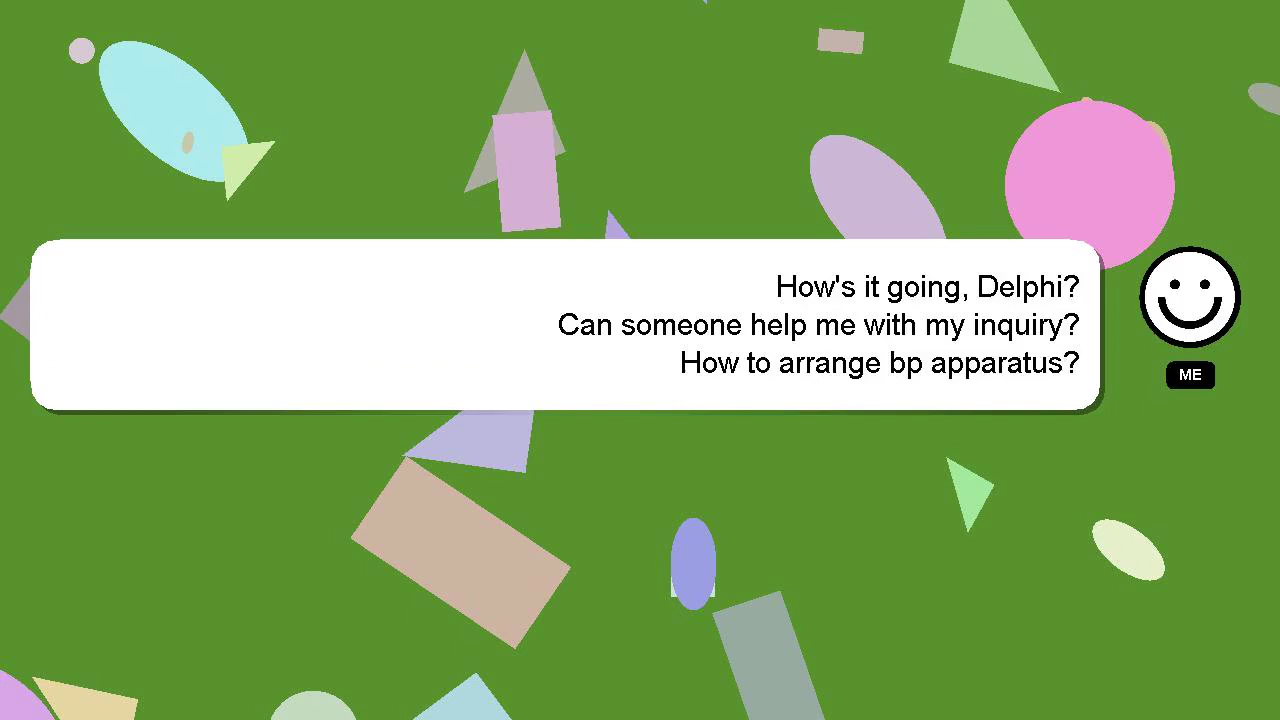 How's it going, Delphi?
Can someone help me with my inquiry?
How to arrange bp apparatus?
ME